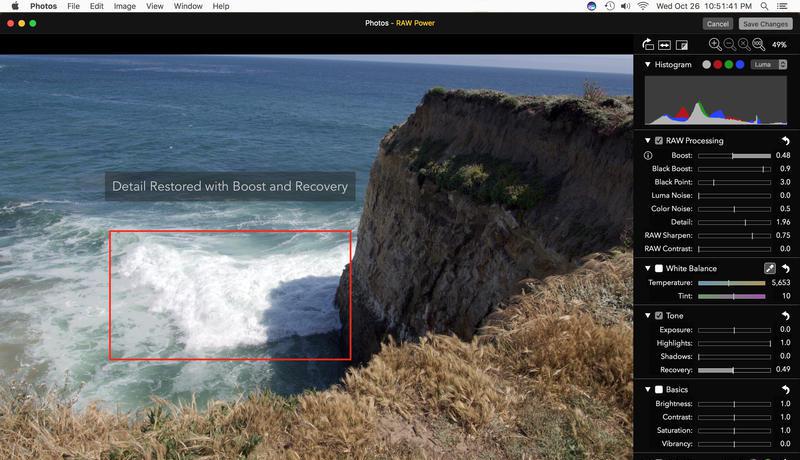 Photos File Edit Image View Window Help Wed Oct 26 10:51:41 PM
Photos - RAW Power Cancel Save Changes
49%
Histogram Luma
Detail Restored with Boost and Recovery
RAW Processing
Boost: 0.48
Black Boost: 0.9
Black Point: 3.0
Luma Noise: 0.0
Color Noise: 0.5
Detail: 1.96
RAW Sharpen: 0.75
RAW Contrast: 0.0
White Balance
Temperature: 5,653
Tint: 10
Tone
Exposure: 0.0
Highlights: 1.0
Shadows: 0.0
Recovery: 0.49
Basics
Brightness: 1.0
Contrast: 1.0
Saturation: 1.0
Vibrancy: 0.0